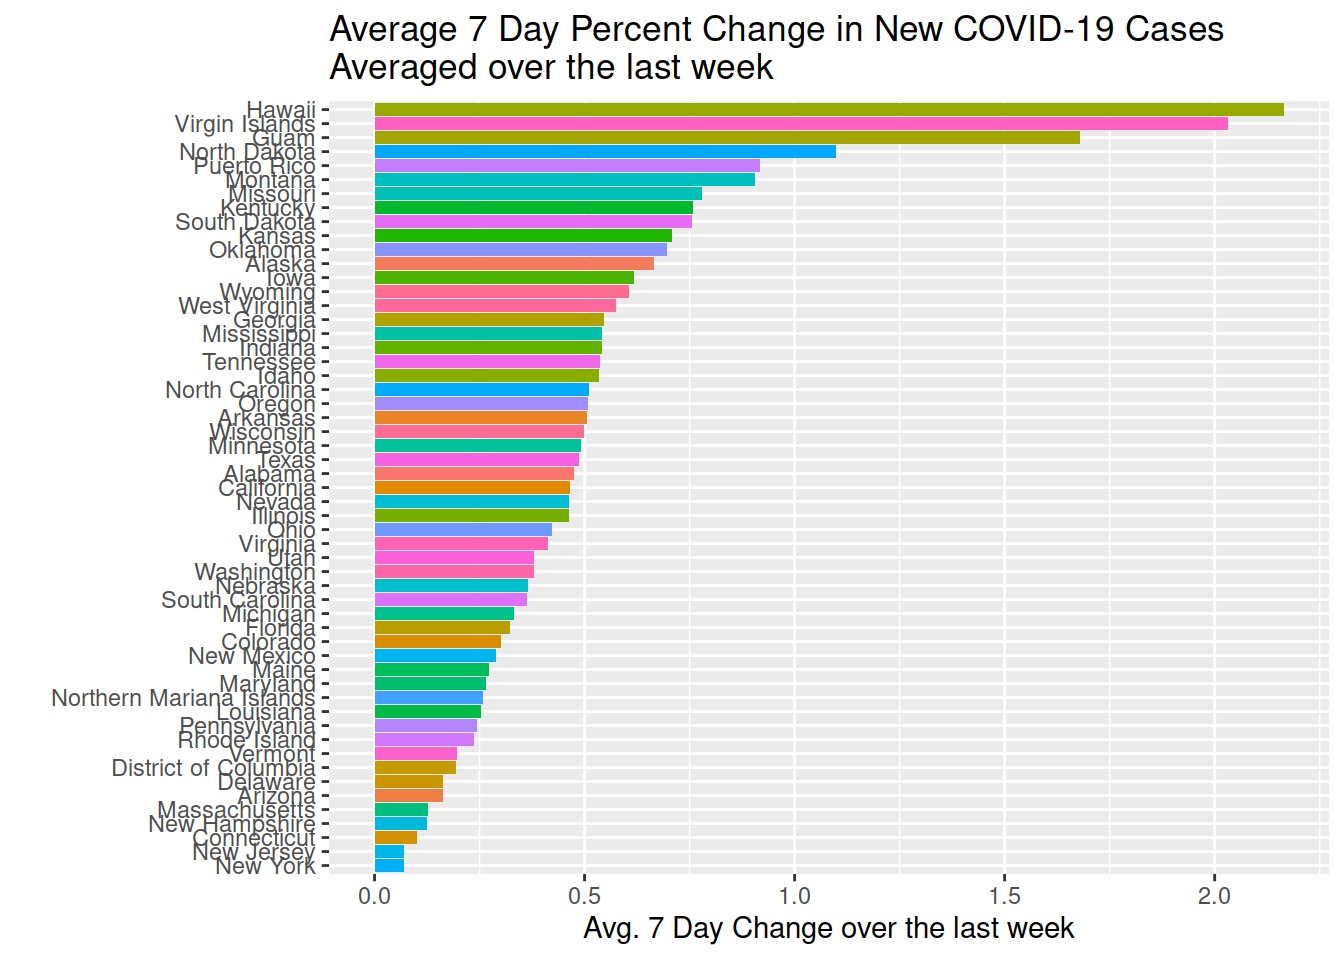 Average 7 Day Percent Change in New COVID-19 Cases
Averaged over the last week
Hawaii
Virgin Islands
Guam
North Dakota
Puerto Rico
Montana
Missouri
Kentucky
South Dakota
Kansas
Oklahoma
Alaska
Iowa
Wyoming
West Virginia
Georgia
Mississippi
Indiana
Tennessee
Idaho
North Carolina
Oregon
Arkansas
Wisconsin
Minnesota
Texas
Alabama
California
Nevada
Illinois
Ohio
Virginia
Utah
Washington
Nebraska
South Carolina
Michigan
Florida
Colorado
New Mexico
Maine
Maryland
Northern Mariana Islands
Louisiana
Pennsylvania
Rhode Island
Vermont
District of Columbia
Delaware
Arizona
Massachusetts
New Hampshire
Connecticut
New Jersey
New York
0.0 0.5 1.0 1.5 2.0
Avg. 7 Day Change over the last week